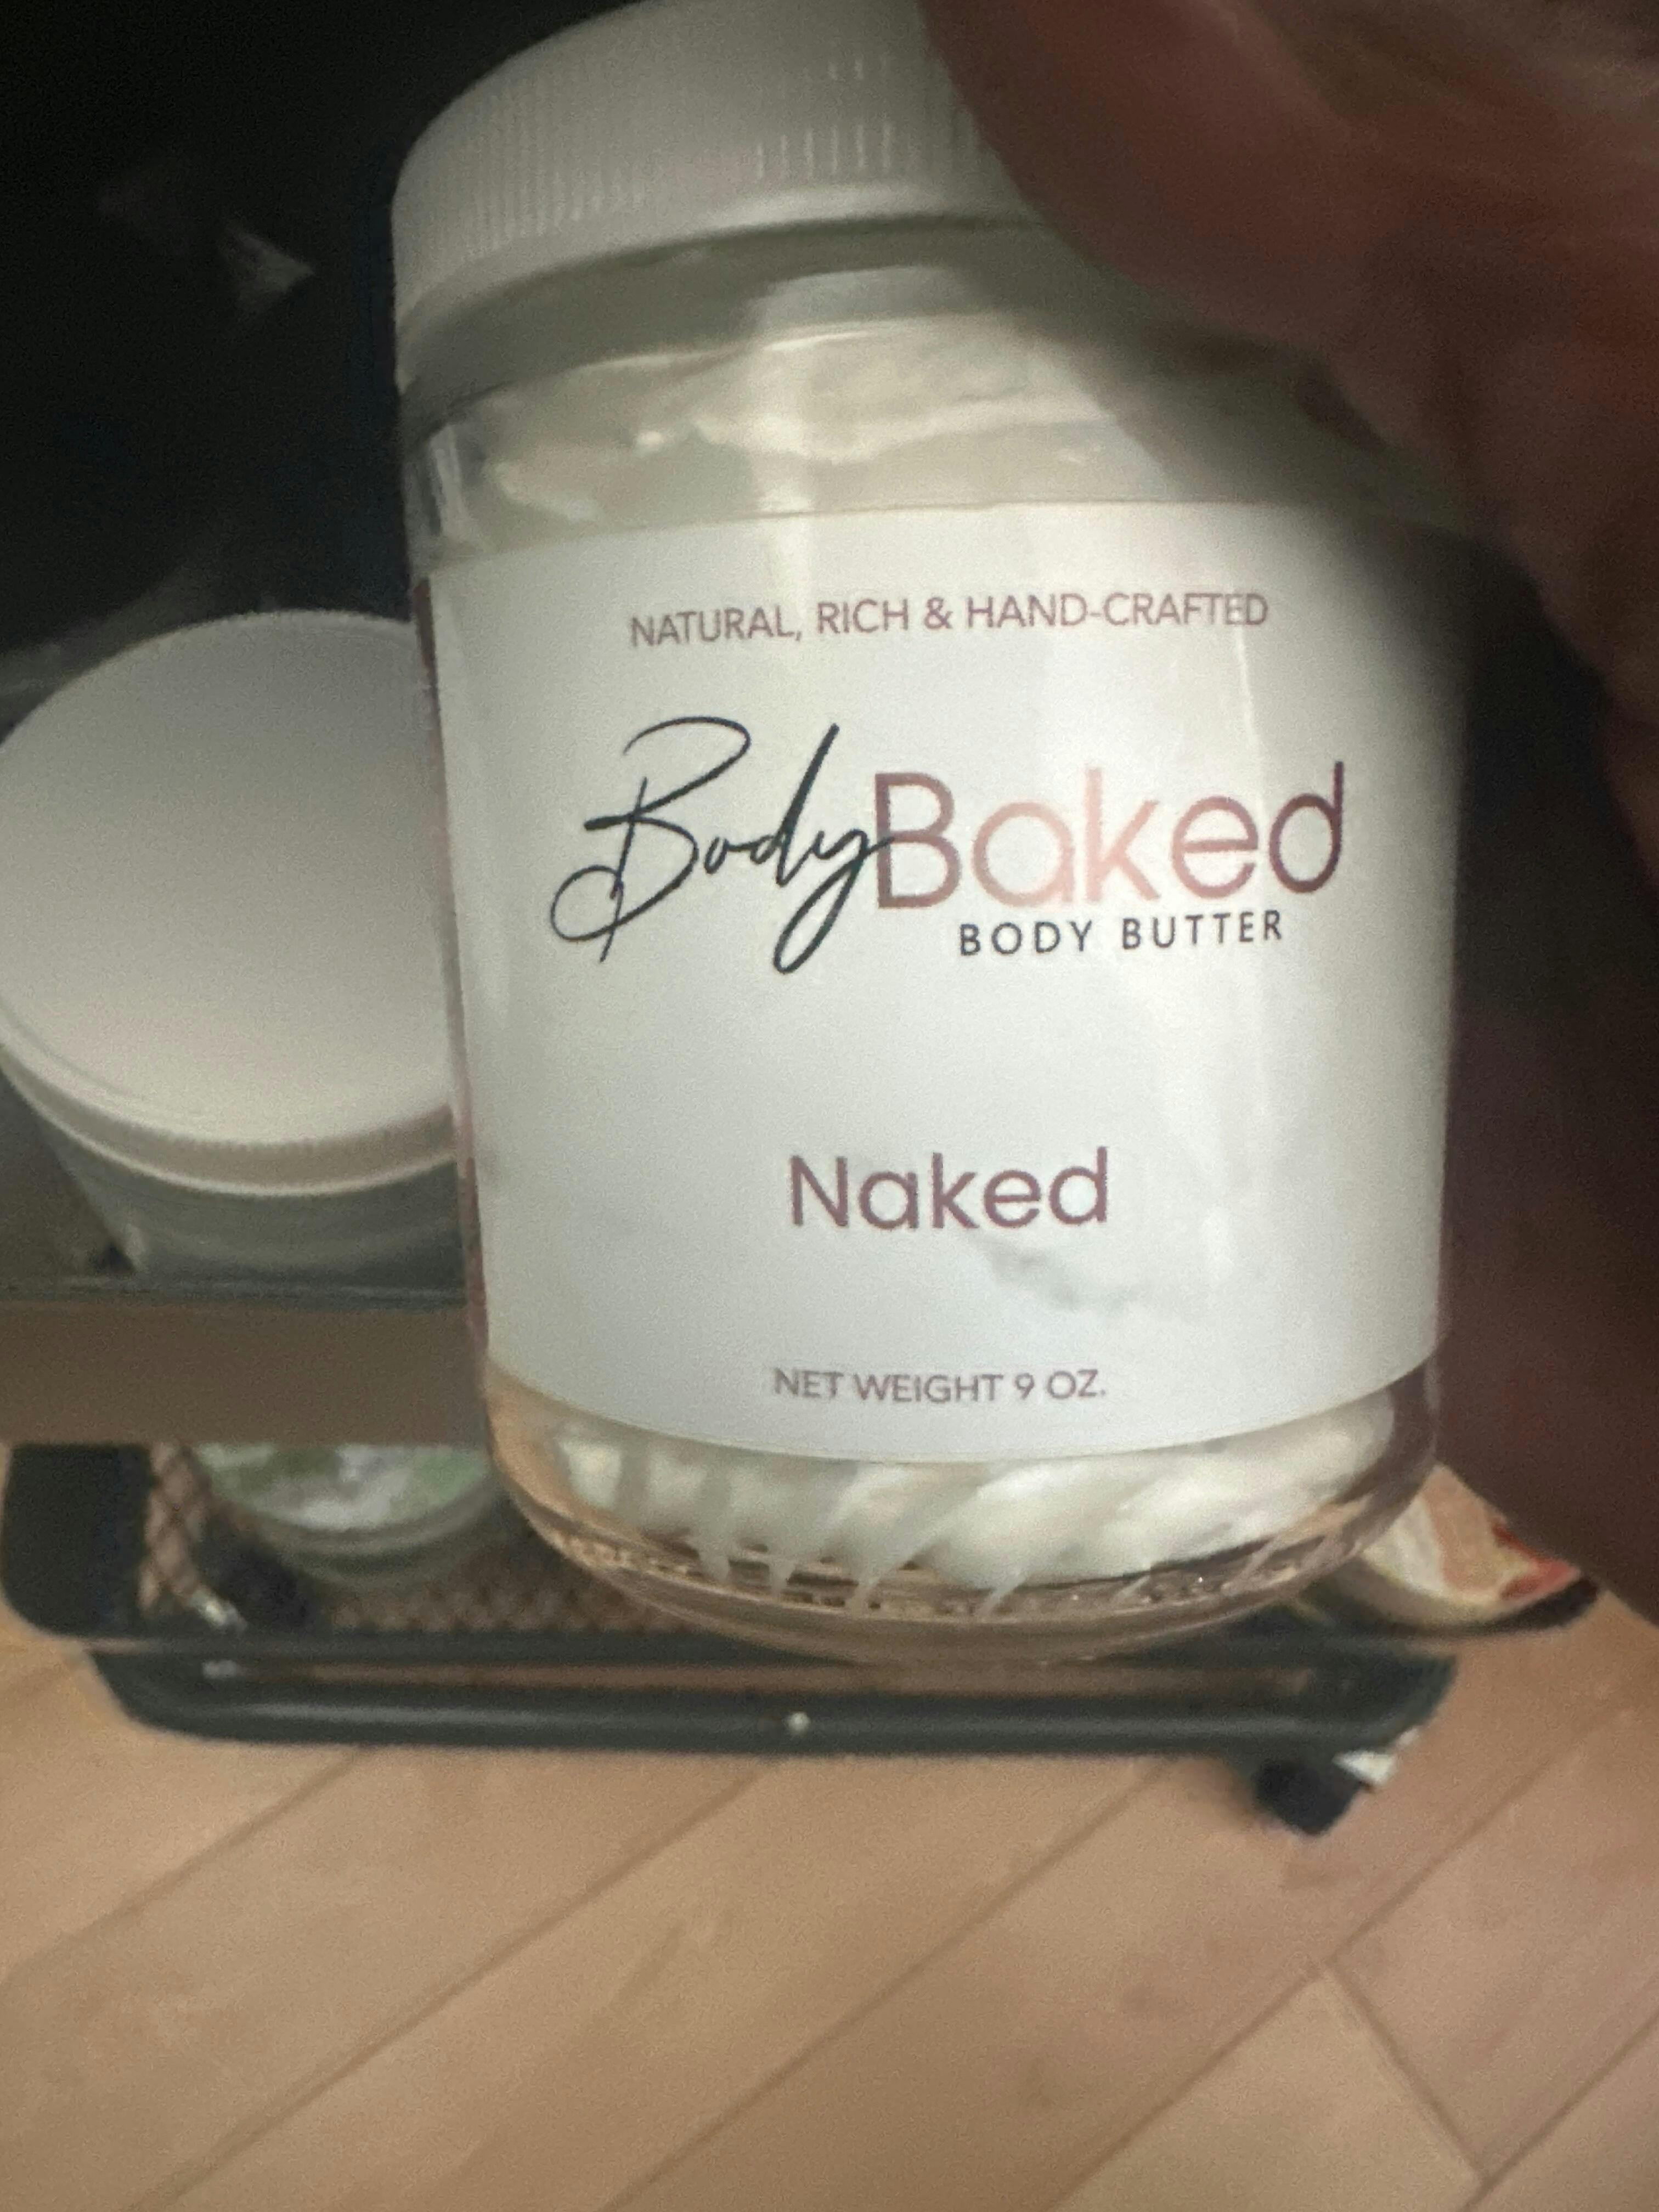 NATURAL, RICH & HAND-CRAFTED
BodyBaked
BODY BUTTER
Naked
NET WEIGHT 9 OZ.